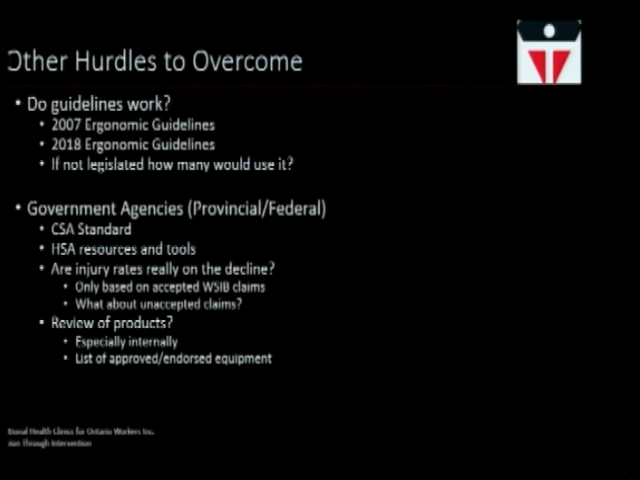 Other Hurdles to Overcome
• Do guidelines work?
• 2007 Ergonomic Guidelines
• 2018 Ergonomic Guidelines
• If not legislated how many would use it?
• Government Agencies (Provincial/Federal)
• CSA Standard
• HSA resources and tools
• Are injury rates really on the decline?
• Only based on accepted WSIB claims
• What about unaccepted claims?
• Review of products?
• Especially internally
• List of approved/endorsed equipment
tional Health Clinics for Ontario Workers Inc.
ion Through Intervention